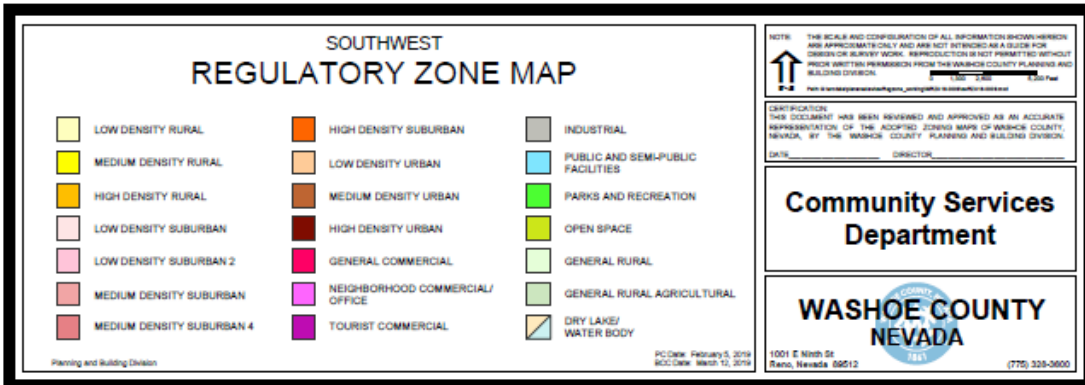 SOUTHWEST
REGULATORY ZONE MAP
LOW DENSITY RURAL
MEDIUM DENSITY RURAL
HIGH DENSITY RURAL
LOW DENSITY SUBURBAN
LOW DENSITY SUBURBAN 2
MEDIUM DENSITY SUBURBAN
MEDIUM DENSITY SUBURBAN 4
HIGH DENSITY SUBURBAN
LOW DENSITY URBAN
MEDIUM DENSITY URBAN
HIGH DENSITY URBAN
GENERAL COMMERCIAL
NEIGHBORHOOD COMMERCIAL/
OFFICE
TOURIST COMMERCIAL
INDUSTRIAL
PUBLIC AND SEMI-PUBLIC
FACILITIES
PARKS AND RECREATION
OPEN SPACE
GENERAL RURAL
GENERAL RURAL AGRICULTURAL
DRY LAKE/
WATER BODY
Planning and Building Division
PC Date: February 5, 2019
BCC Date: March 12, 2019
NOTE: THE SCALE AND CONFIGURATION OF ALL INFORMATION SHOWN HEREON
ARE APPROXIMATE ONLY AND ARE NOT INTENDED AS A GUIDE FOR
DESIGN OR SURVEY WORK. REPRODUCTION IS NOT PERMITTED WITHOUT
PRIOR WRITTEN PERMISSION FROM THE WASHOE COUNTY PLANNING AND
BUILDING DIVISION.
N
Feet
CERTIFICATION:
THIS DOCUMENT HAS BEEN REVIEWED AND APPROVED AS AN ACCURATE
REPRESENTATION OF THE ADOPTED ZONING MAPS OF WASHOE COUNTY,
NEVADA, BY THE WASHOE COUNTY PLANNING AND BUILDING DIVISION.
DATE DIRECTOR
Community Services
Department
WASHOE COUNTY
NEVADA
1861
1001 E Ninth St
Reno, Nevada 89512
(775) 328-3600